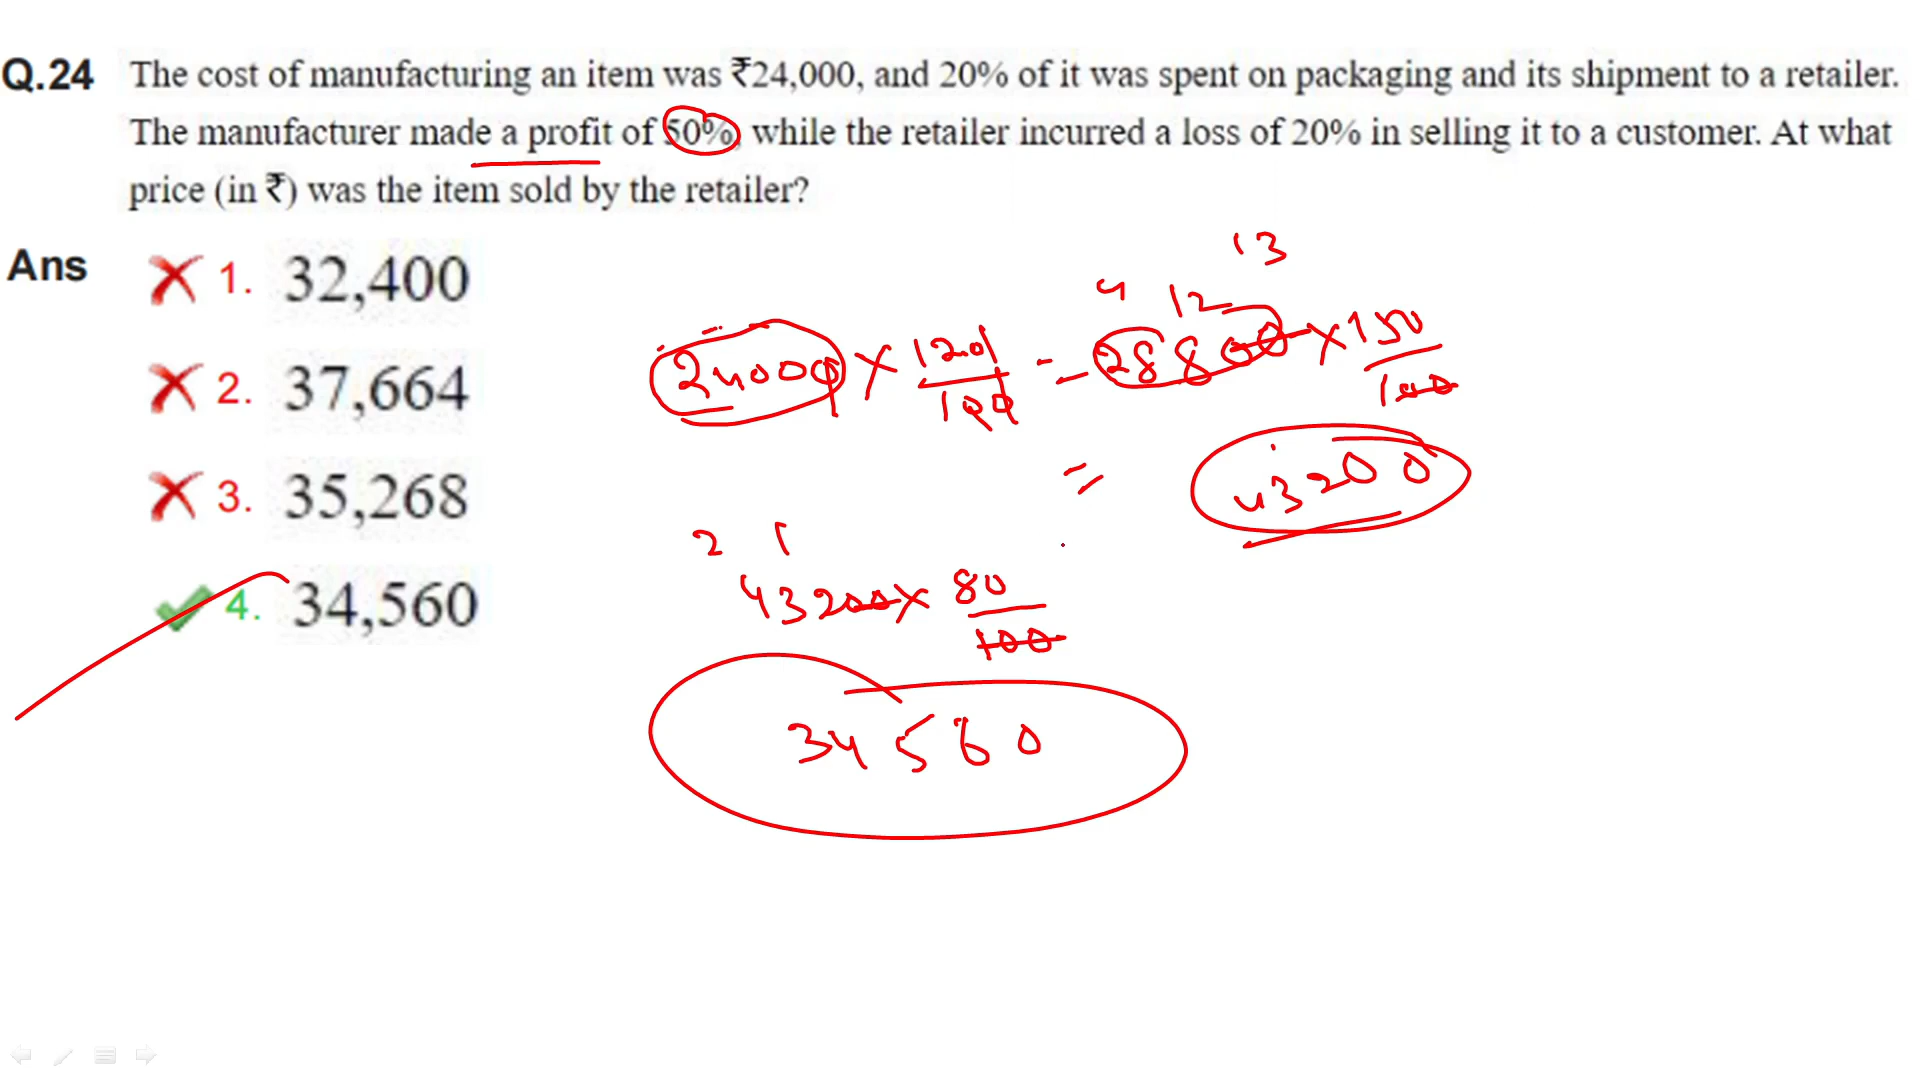 Q.24 The cost of manufacturing an item was ₹24,000, and 20% of it was spent on packaging and its shipment to a retailer.
The manufacturer made a profit of 50%, while the retailer incurred a loss of 20% in selling it to a customer. At what
price (in ₹) was the item sold by the retailer?
Ans 1. 32,400
2. 37,664
3. 35,268
4. 34,560
13
4 12
24000 × 120/100 = 28800 × 150/100
= 43200
2 1
43200 × 80/100
34560